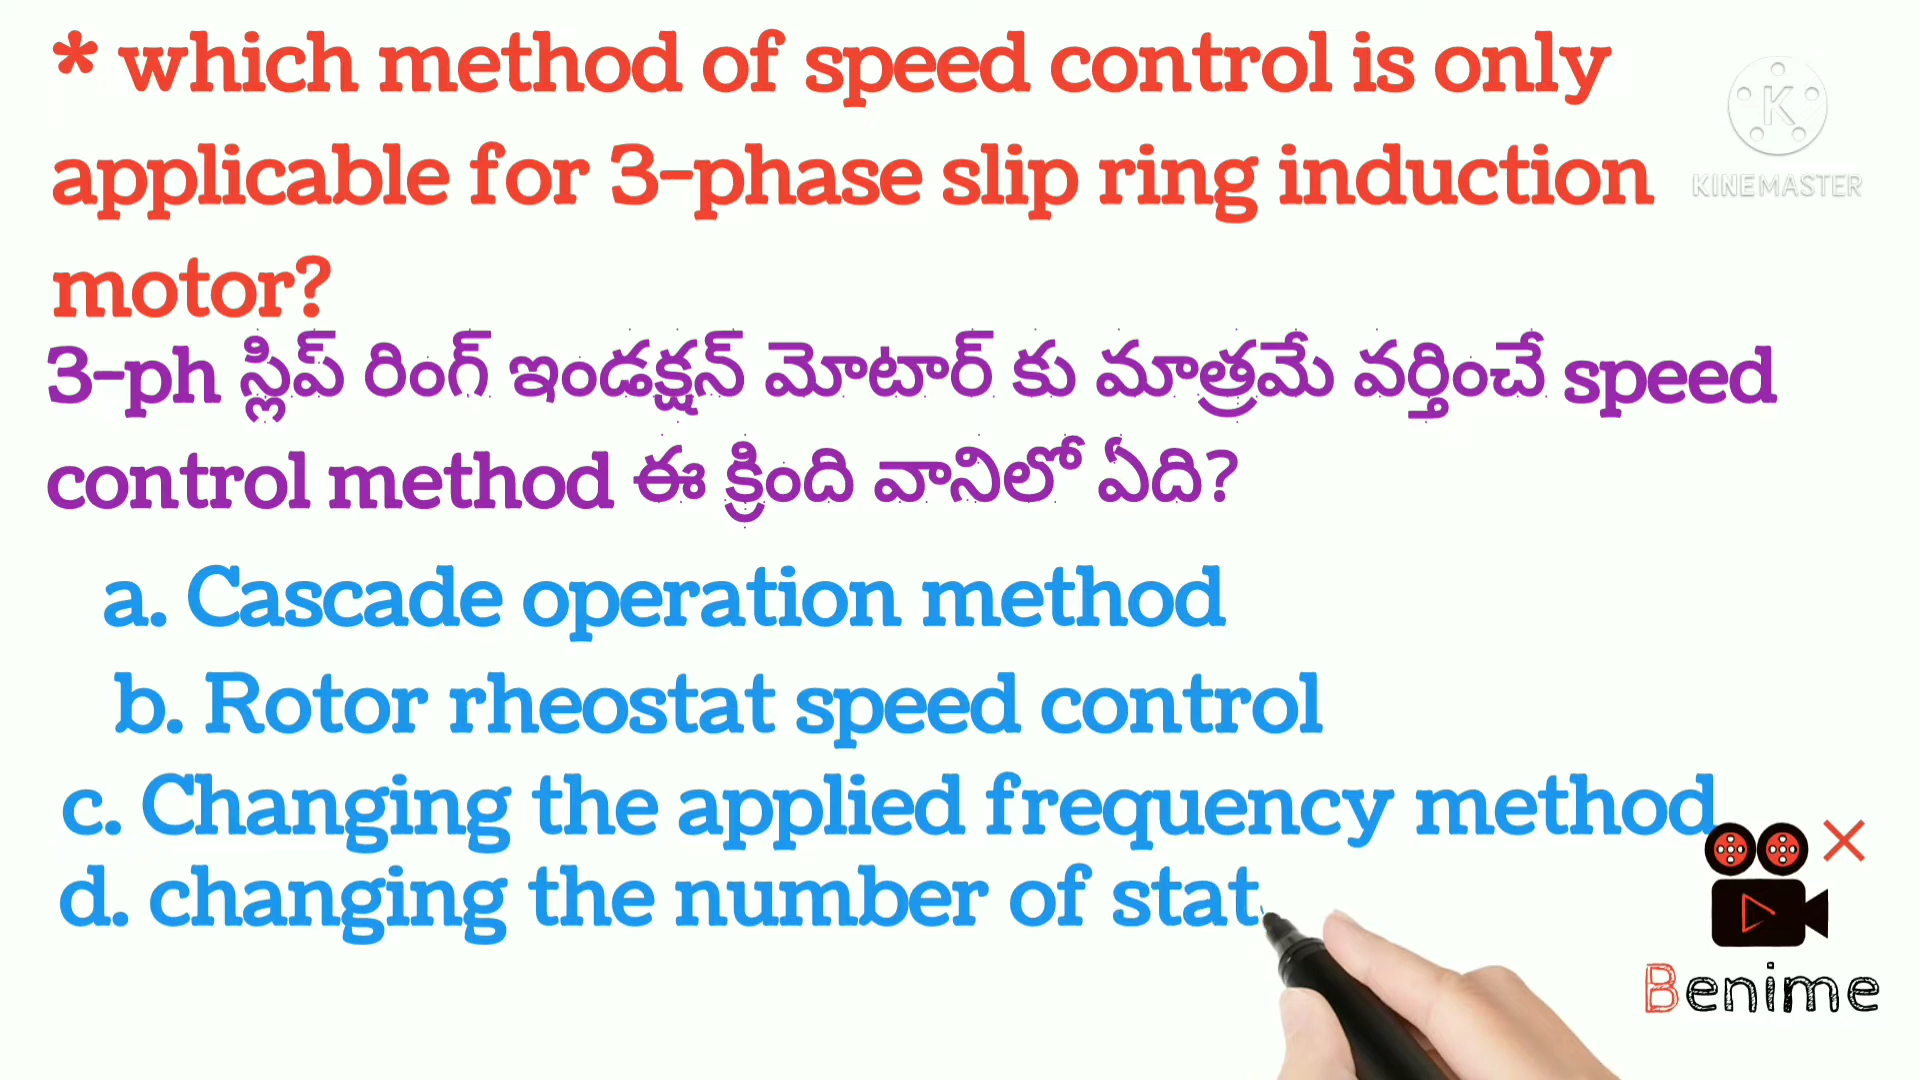 * which method of speed control is only
applicable for 3-phase slip ring induction
motor?
3-ph స్లిప్ రింగ్ ఇండక్షన్ మోటార్ కు మాత్రమే వర్తించే speed
control method ఈ క్రింది వానిలో ఏది?
a. Cascade operation method
b. Rotor rheostat speed control
c. Changing the applied frequency method
d. changing the number of stat
K
KINEMASTER
Benime